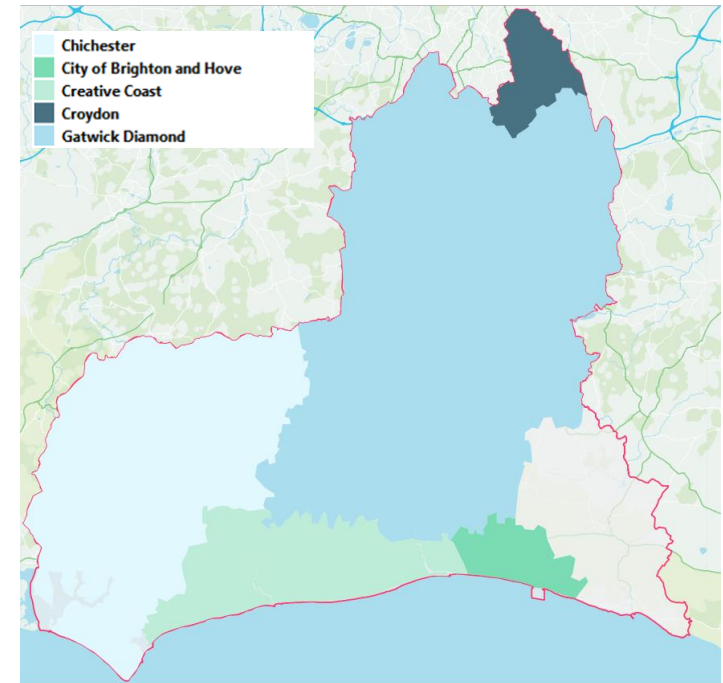 Chichester
City of Brighton and Hove
Creative Coast
Croydon
Gatwick Diamond